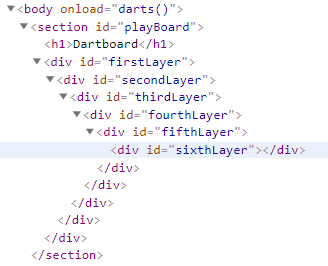 <body onload="darts()">
<section id="playBoard">
<h1>Dartboard</h1>
<div id="firstLayer">
<div id="secondLayer">
<div id="thirdLayer">
<div id="fourthLayer">
<div id="fifthLayer">
<div id="sixthLayer"></div>
</div>
</div>
</div>
</div>
</div>
</section>